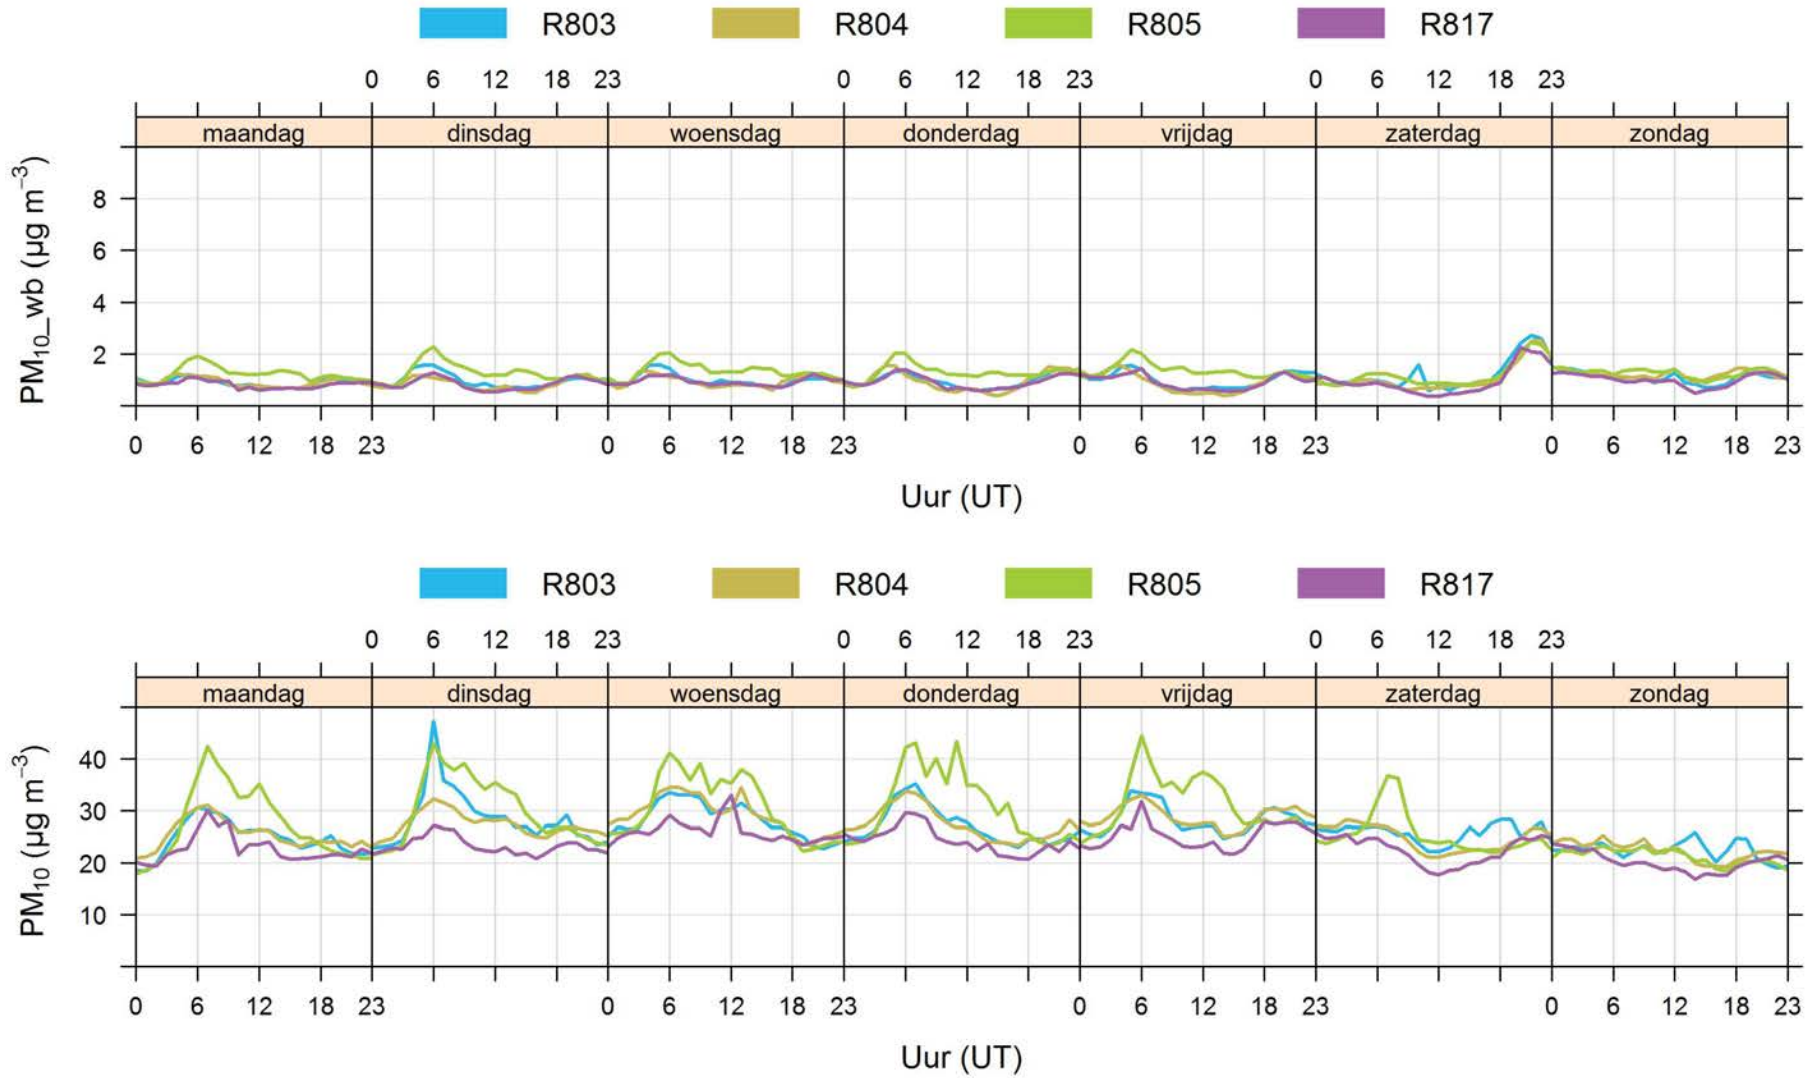 R803 R804 R805 R817
0 6 12 18 23 0 6 12 18 23 0 6 12 18 23
maandag dinsdag woensdag donderdag vrijdag zaterdag zondag
PM₁₀_wb (µg m⁻³)
8
6
4
2
0 6 12 18 23 0 6 12 18 23 0 6 12 18 23 0 6 12 18 23
Uur (UT)
R803 R804 R805 R817
0 6 12 18 23 0 6 12 18 23 0 6 12 18 23
maandag dinsdag woensdag donderdag vrijdag zaterdag zondag
PM₁₀ (µg m⁻³)
40
30
20
10
0 6 12 18 23 0 6 12 18 23 0 6 12 18 23 0 6 12 18 23
Uur (UT)